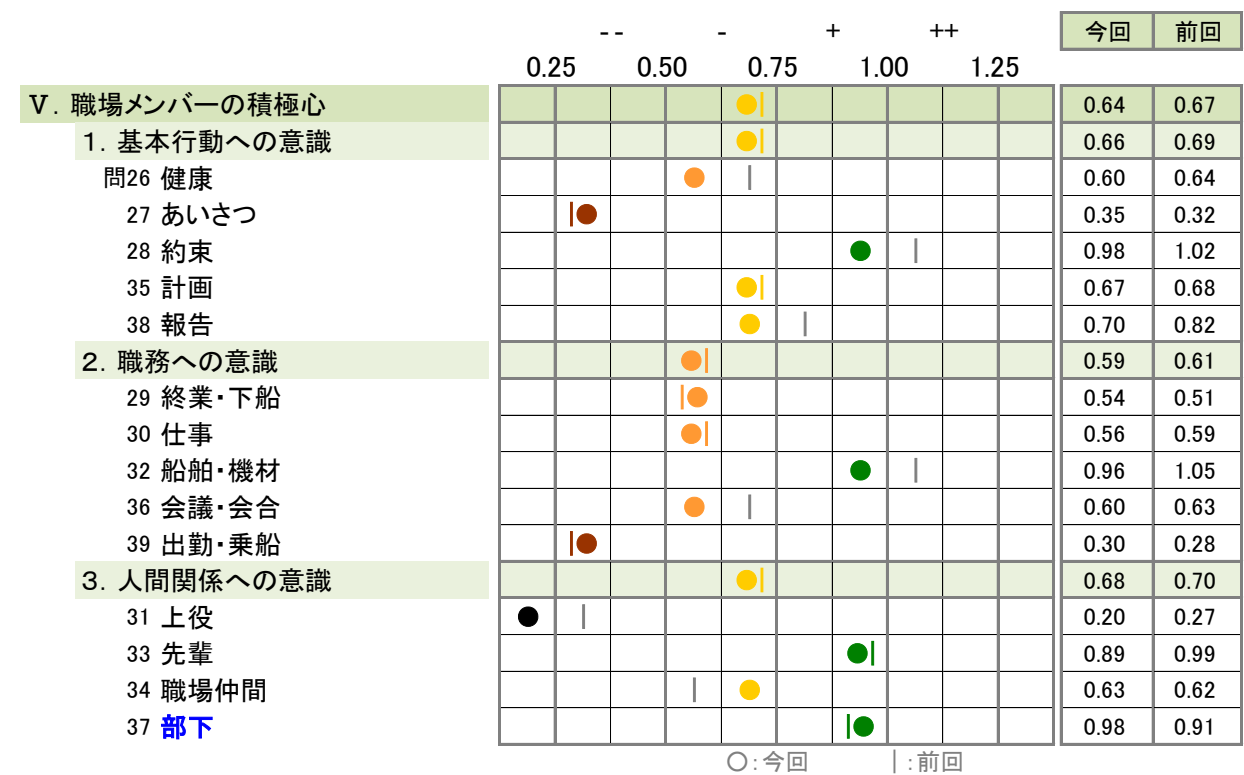 -- - + ++ 今回 前回
0.25 0.50 0.75 1.00 1.25
Ⅴ. 職場メンバーの積極心 0.64 0.67
1. 基本行動への意識 0.66 0.69
問26 健康 0.60 0.64
27 あいさつ 0.35 0.32
28 約束 0.98 1.02
35 計画 0.67 0.68
38 報告 0.70 0.82
2. 職務への意識 0.59 0.61
29 終業・下船 0.54 0.51
30 仕事 0.56 0.59
32 船舶・機材 0.96 1.05
36 会議・会合 0.60 0.63
39 出勤・乗船 0.30 0.28
3. 人間関係への意識 0.68 0.70
31 上役 0.20 0.27
33 先輩 0.89 0.99
34 職場仲間 0.63 0.62
37 部下 0.98 0.91
○:今回 |:前回